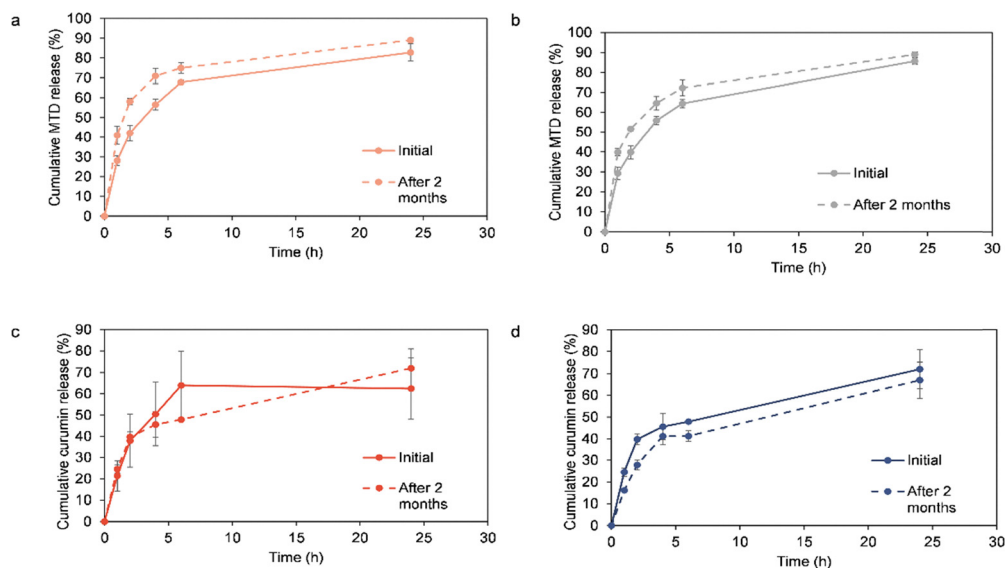 a
Cumulative MTD release (%)
100
90
80
70
60
50
40
30
20
10
0
0 5 10 15 20 25 30
Time (h)
Initial
After 2
months
b
Cumulative MTD release (%)
100
90
80
70
60
50
40
30
20
10
0
0 5 10 15 20 25 30
Time (h)
Initial
After 2 months
c
Cumulative curumin release (%)
90
80
70
60
50
40
30
20
10
0
0 5 10 15 20 25 30
Time (h)
Initial
After 2
months
d
Cumulative curumin release (%)
90
80
70
60
50
40
30
20
10
0
0 5 10 15 20 25 30
Time (h)
Initial
After 2
months